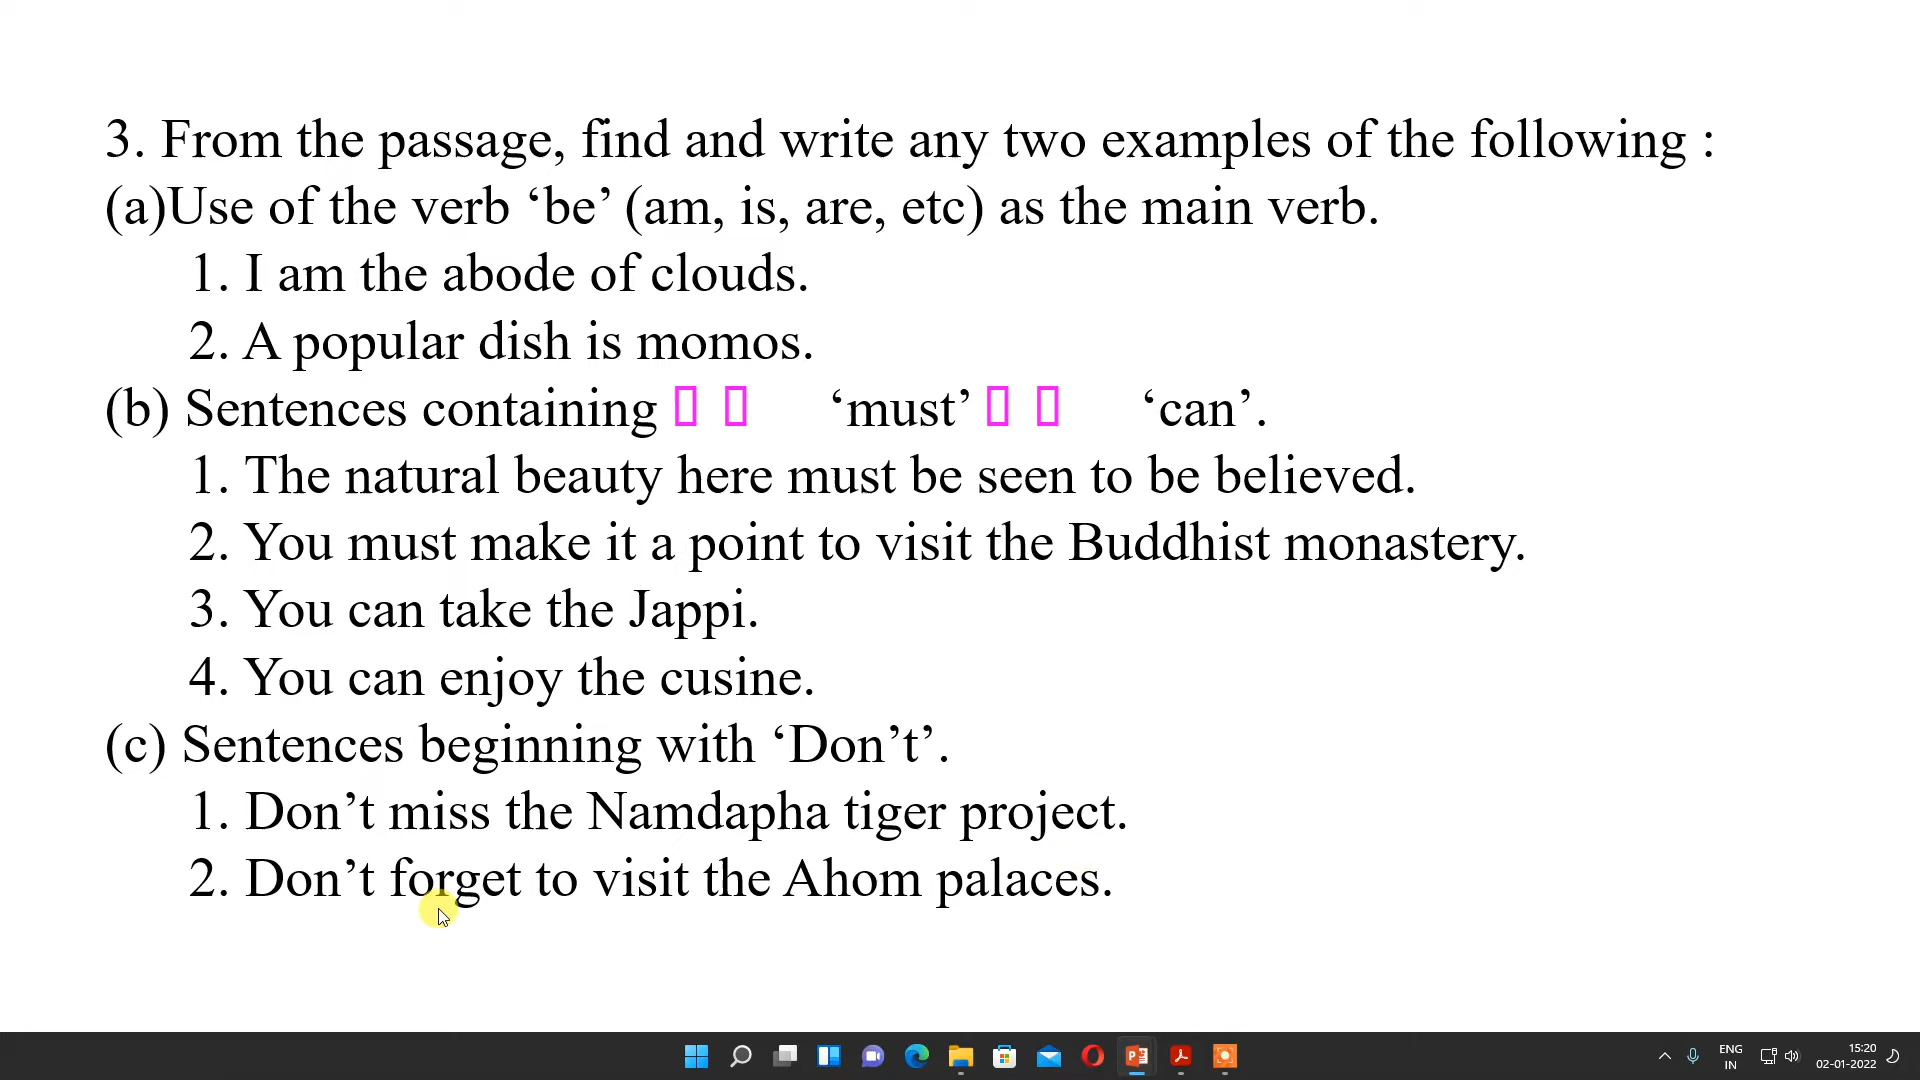 3. From the passage, find and write any two examples of the following :
(a)Use of the verb ‘be’ (am, is, are, etc) as the main verb.
1. I am the abode of clouds.
2. A popular dish is momos.
(b) Sentences containing ▯ ▯ ‘must’ ▯ ▯ ‘can’.
1. The natural beauty here must be seen to be believed.
2. You must make it a point to visit the Buddhist monastery.
3. You can take the Jappi.
4. You can enjoy the cusine.
(c) Sentences beginning with ‘Don’t’.
1. Don’t miss the Namdapha tiger project.
2. Don’t forget to visit the Ahom palaces.
ENG
IN
15:20
02-01-2022